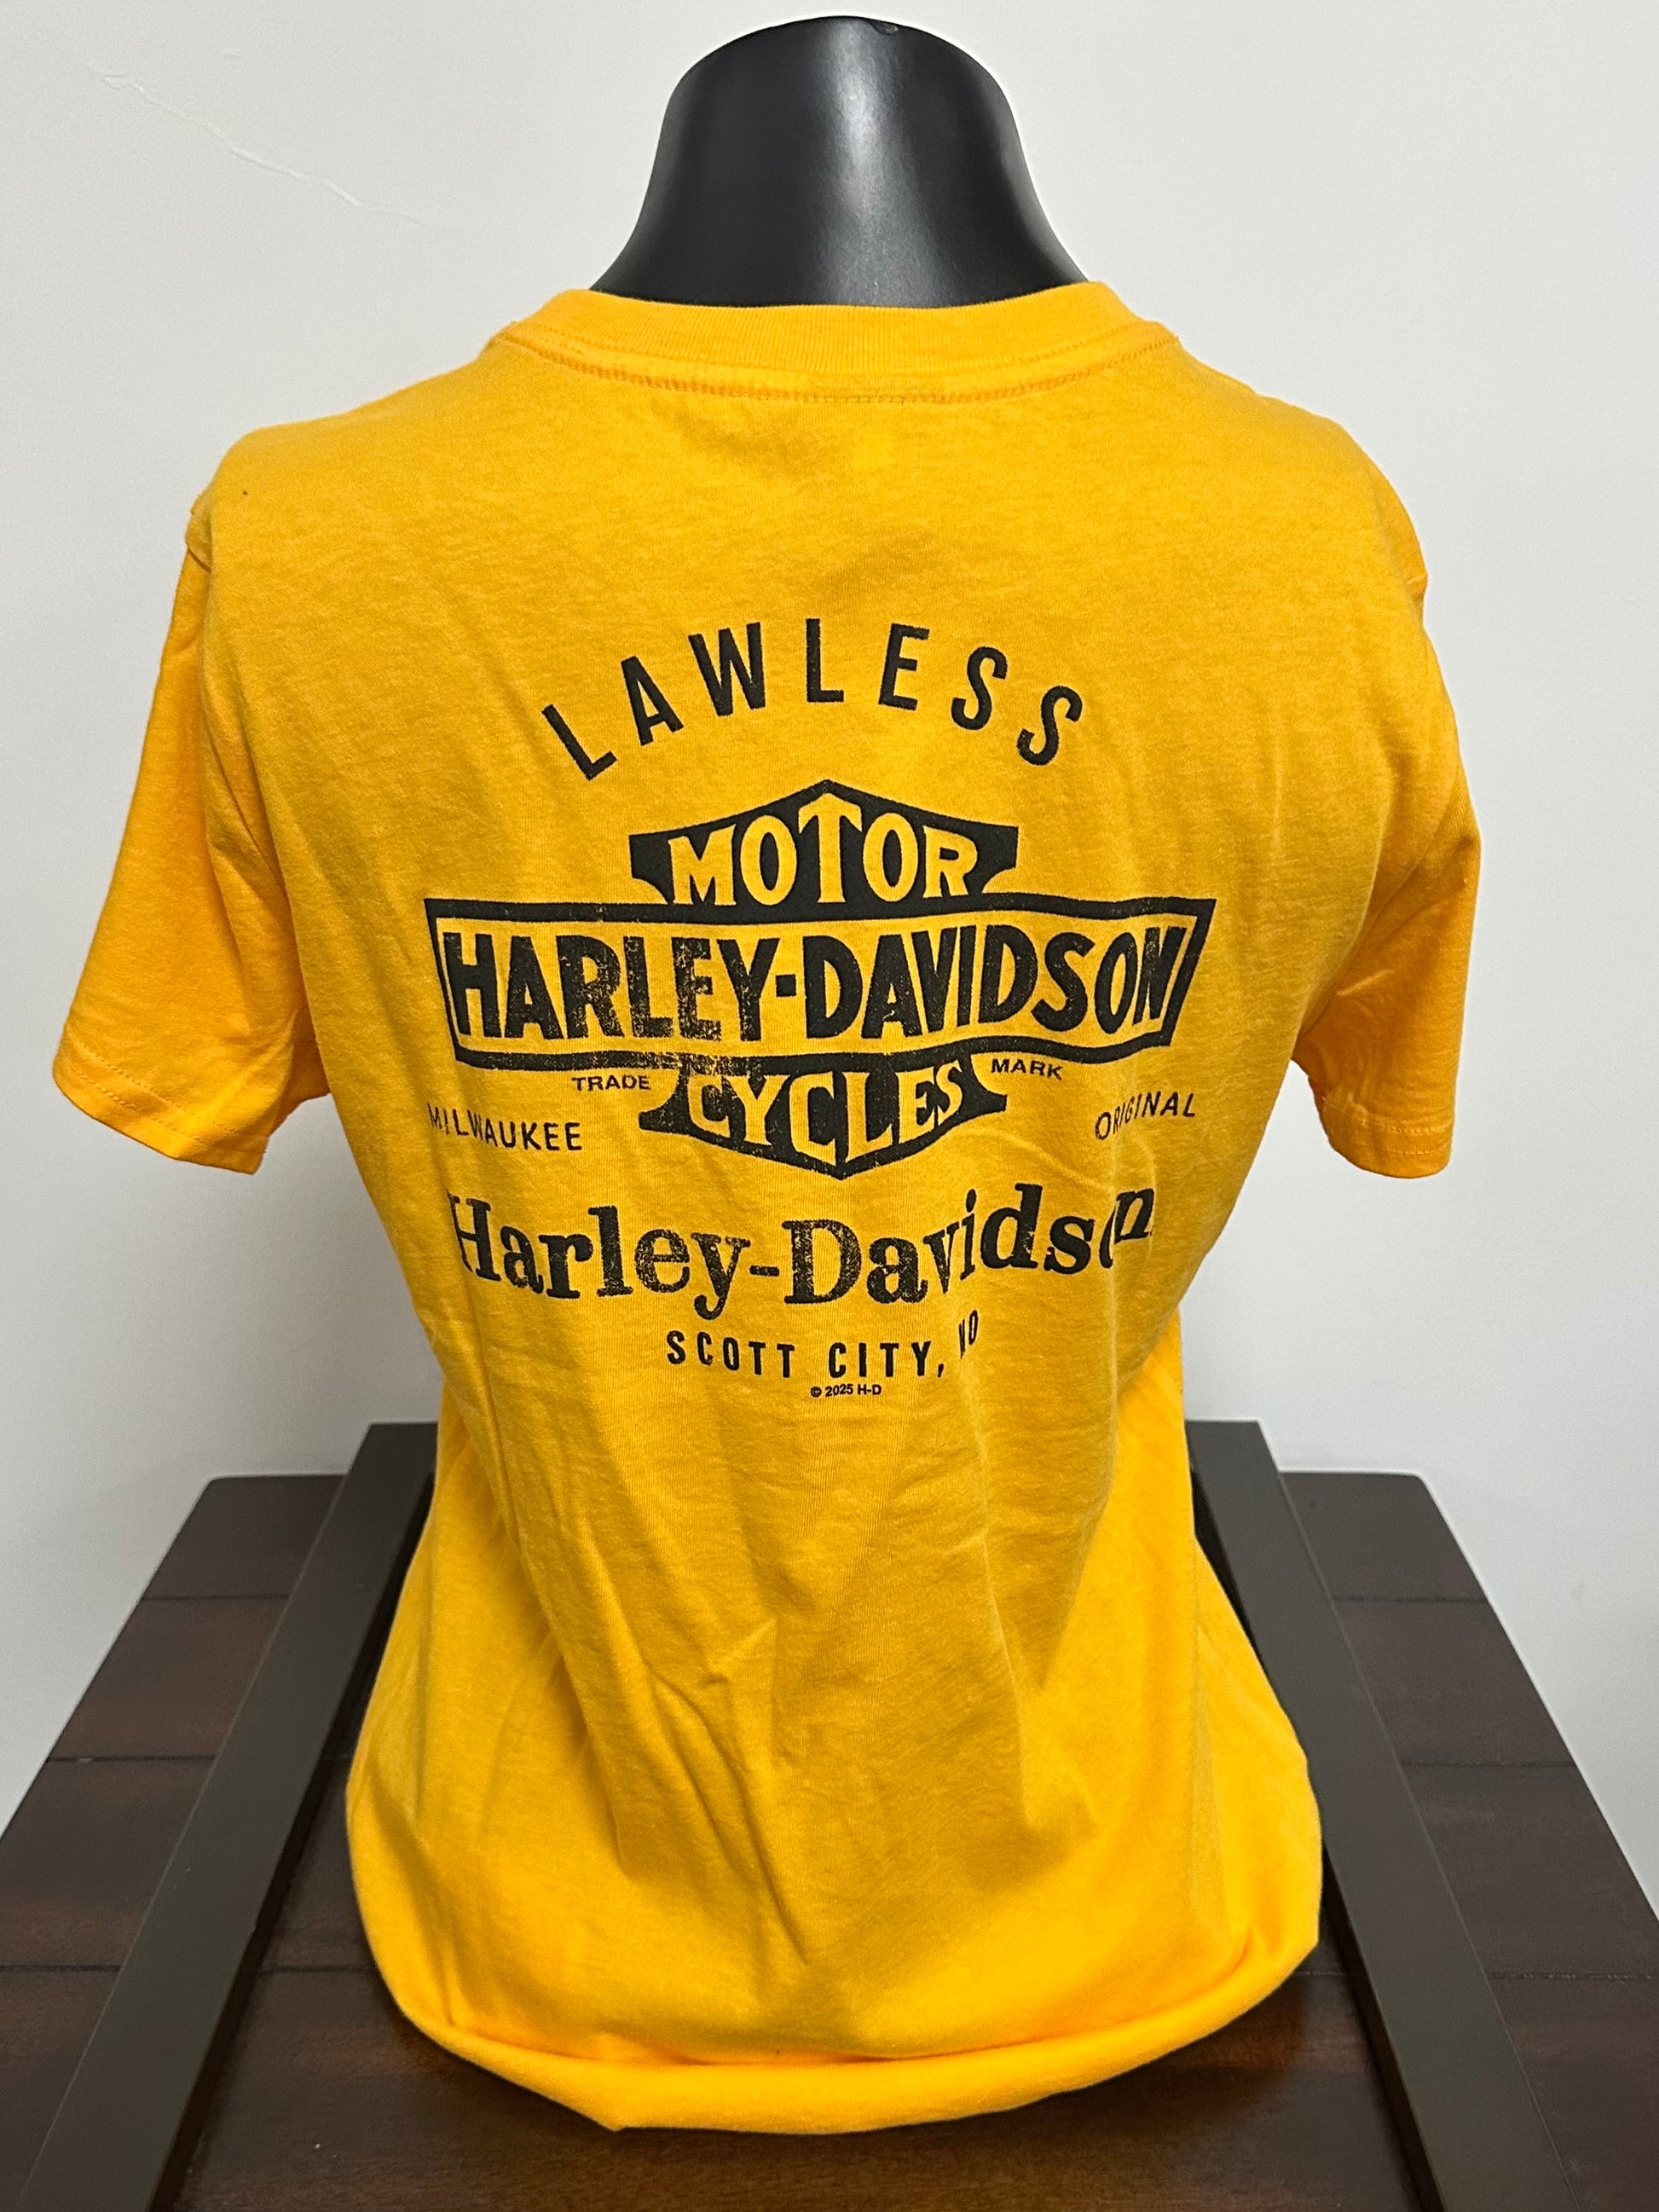 LAWLESS
MOTOR
HARLEY-DAVIDSON
TRADE CYCLES MARK
MILWAUKEE ORIGINAL
Harley-Davidson
SCOTT CITY, MO
© 2025 H-D